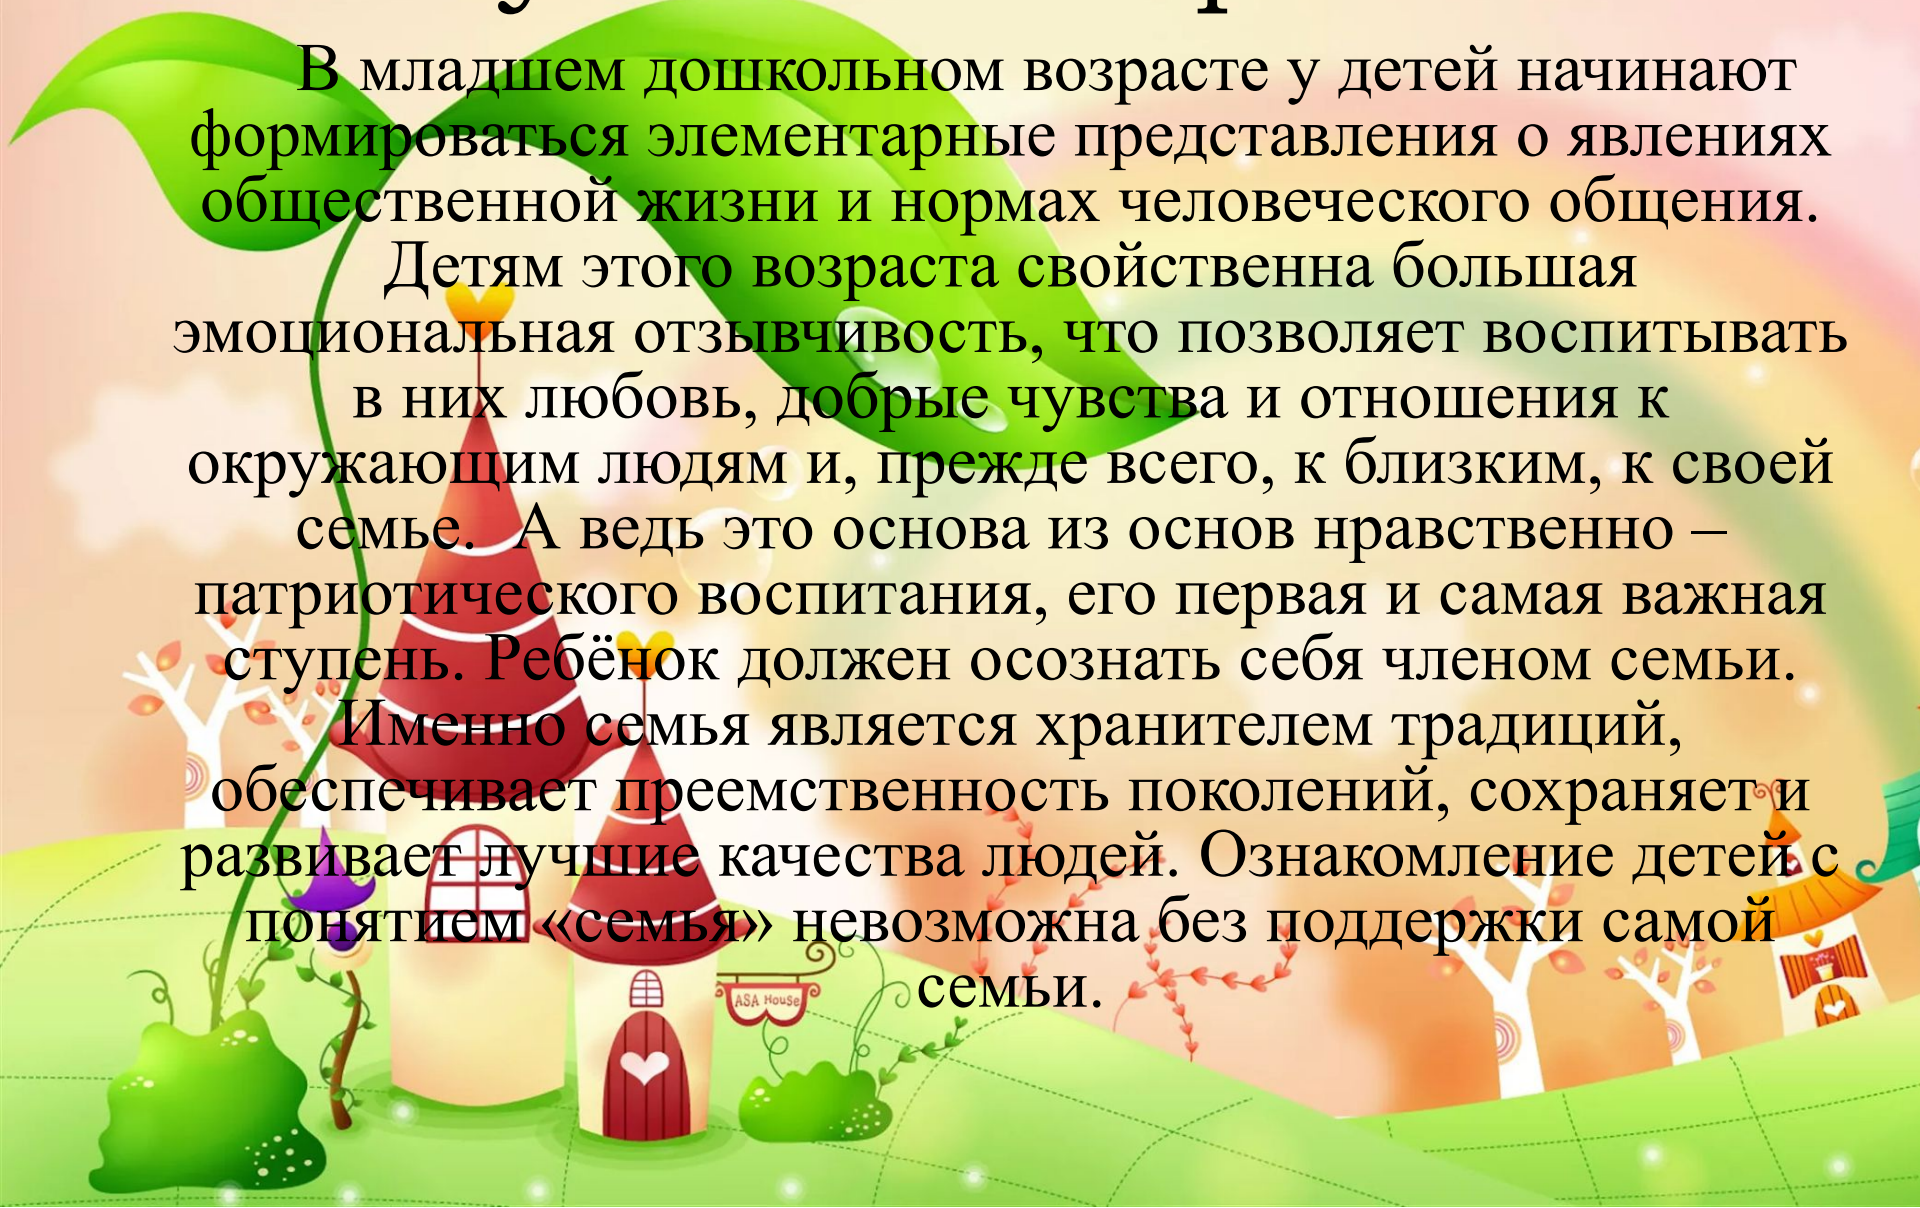 В младшем дошкольном возрасте у детей начинают
формироваться элементарные представления о явлениях
общественной жизни и нормах человеческого общения.
Детям этого возраста свойственна большая
эмоциональная отзывчивость, что позволяет воспитывать
в них любовь, добрые чувства и отношения к
окружающим людям и, прежде всего, к близким, к своей
семье.  А ведь это основа из основ нравственно –
патриотического воспитания, его первая и самая важная
ступень. Ребёнок должен осознать себя членом семьи.
Именно семья является хранителем традиций,
обеспечивает преемственность поколений, сохраняет и
развивает лучшие качества людей. Ознакомление детей с
понятием «семья» невозможна без поддержки самой
семьи.
ASA House